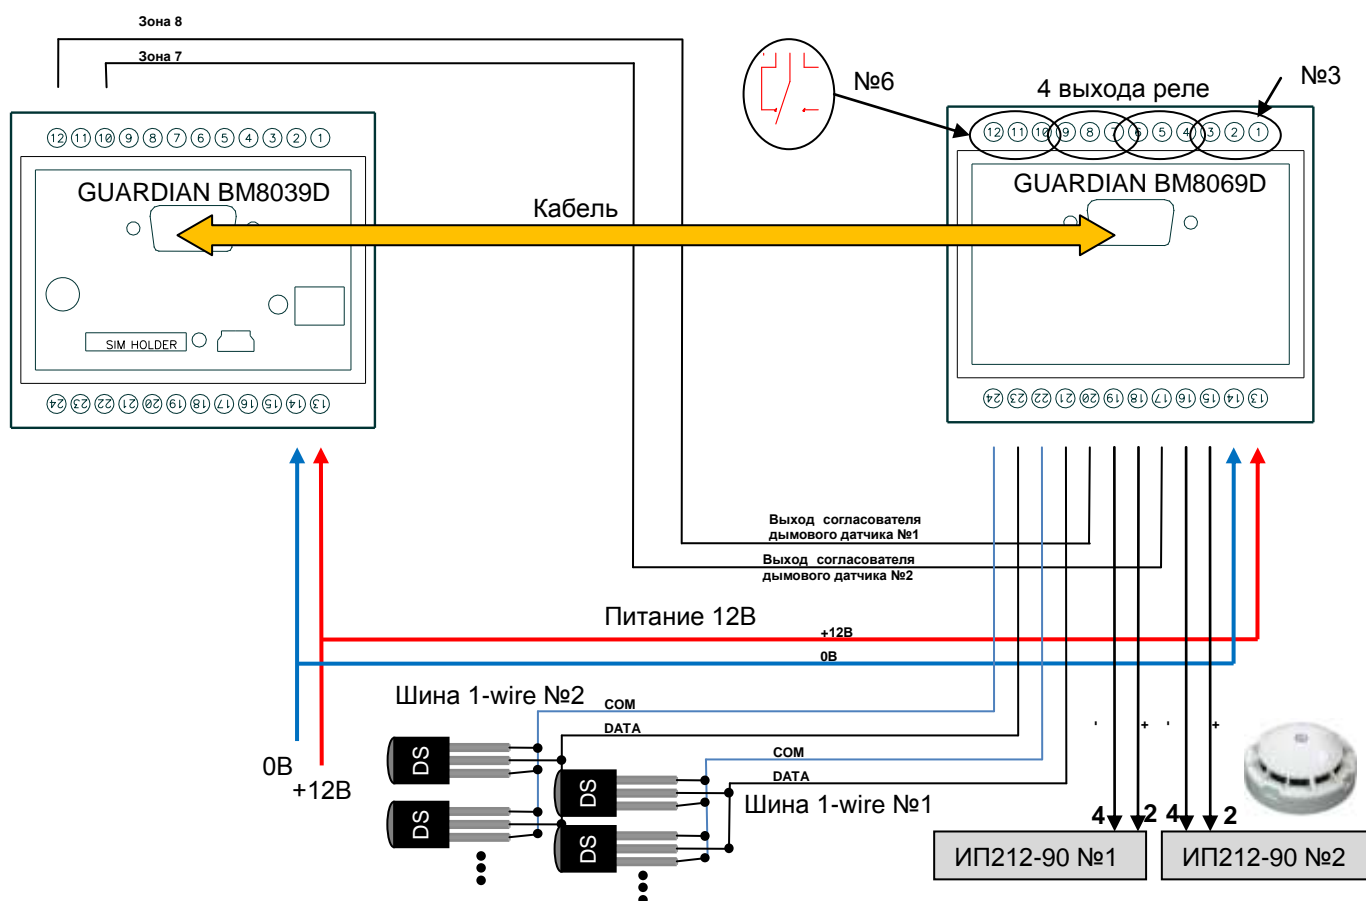 Зона 8
Зона 7
№6
4 выхода реле
№3
12 11 10 9 8 7 6 5 4 3 2 1
12 11 10 9 8 7 6 5 4 3 2 1
GUARDIAN BM8039D
GUARDIAN BM8069D
Кабель
SIM HOLDER
24 23 22 21 20 19 18 17 16 15 14 13
24 23 22 21 20 19 18 17 16 15 14 13
Выход согласователя
дымового датчика №1
Выход согласователя
дымового датчика №2
Питание 12В
+12В
0В
Шина 1-wire №2
COM
DATA
COM
DATA
Шина 1-wire №1
0В
+12В
DS
DS
DS
DS
- + - +
4 2 4 2
ИП212-90 №1
ИП212-90 №2